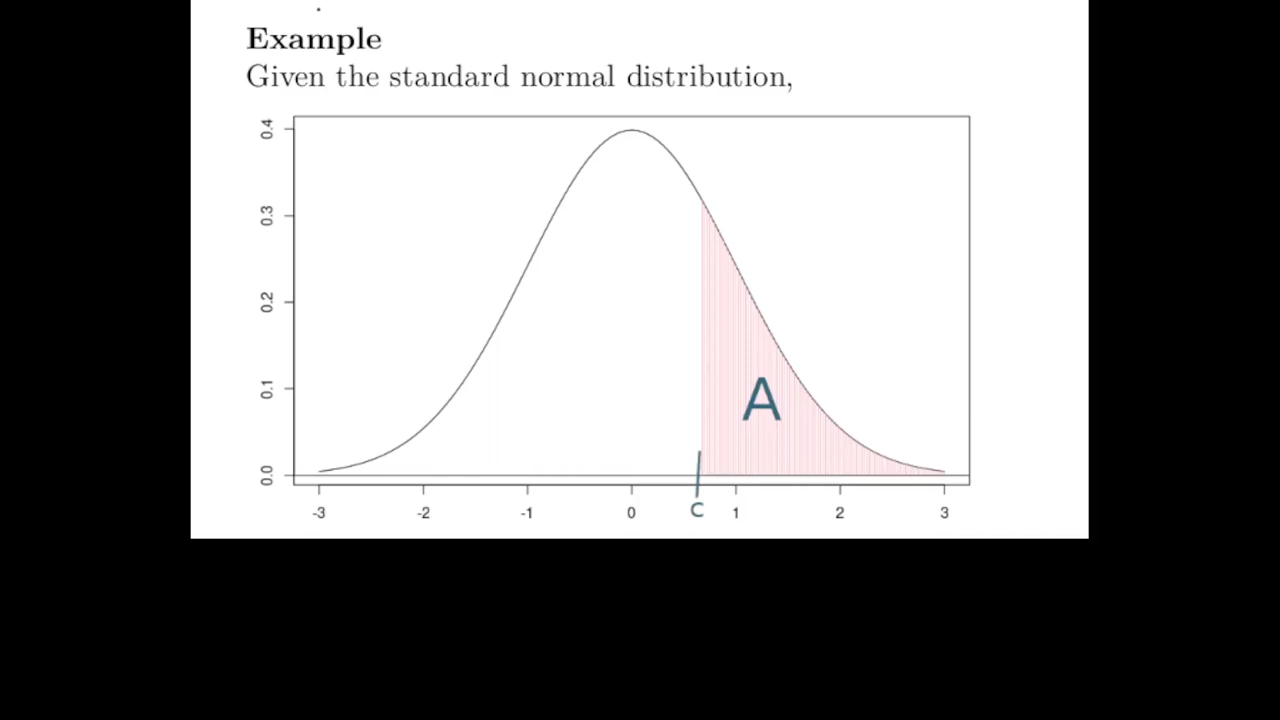 Example
Given the standard normal distribution,
0.4
0.3
0.2
0.1
0.0
A
-3 -2 -1 0 c 1 2 3